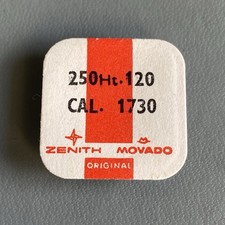 250Ht.120
CAL. 1730
ZENITH MOVADO
ORIGINAL